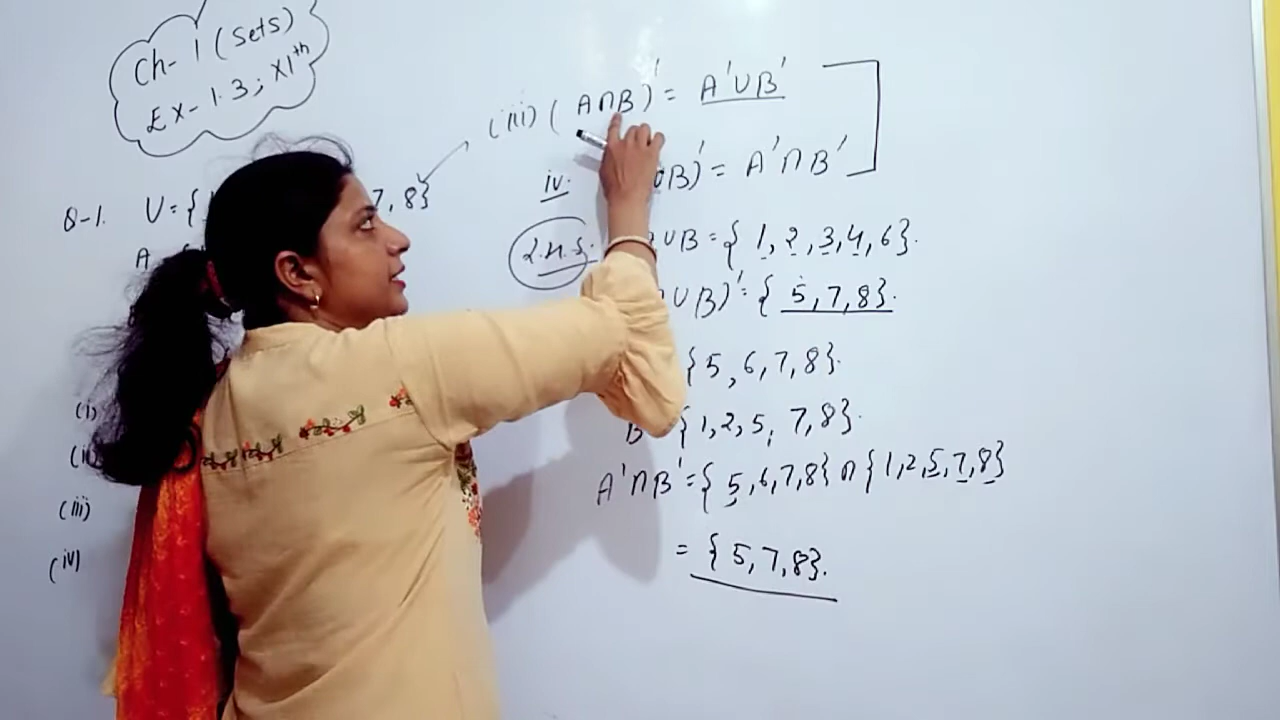 Ch-1 (Sets)
Ex-1.3; XIth
Q-1. U={ 7, 8}
A
(i)
(ii)
(iii)
(iv)
(iii) (A∩B)' = A'∪B'
iv. ∪B)' = A'∩B'
L.H.S. ∪B = { 1, 2, 3, 4, 6}.
∪B)' = { 5, 7, 8}.
{5, 6, 7, 8}.
B {1, 2, 5, 7, 8}.
A'∩B' = { 5, 6, 7, 8} ∩ {1, 2, 5, 7, 8}
= { 5, 7, 8}.